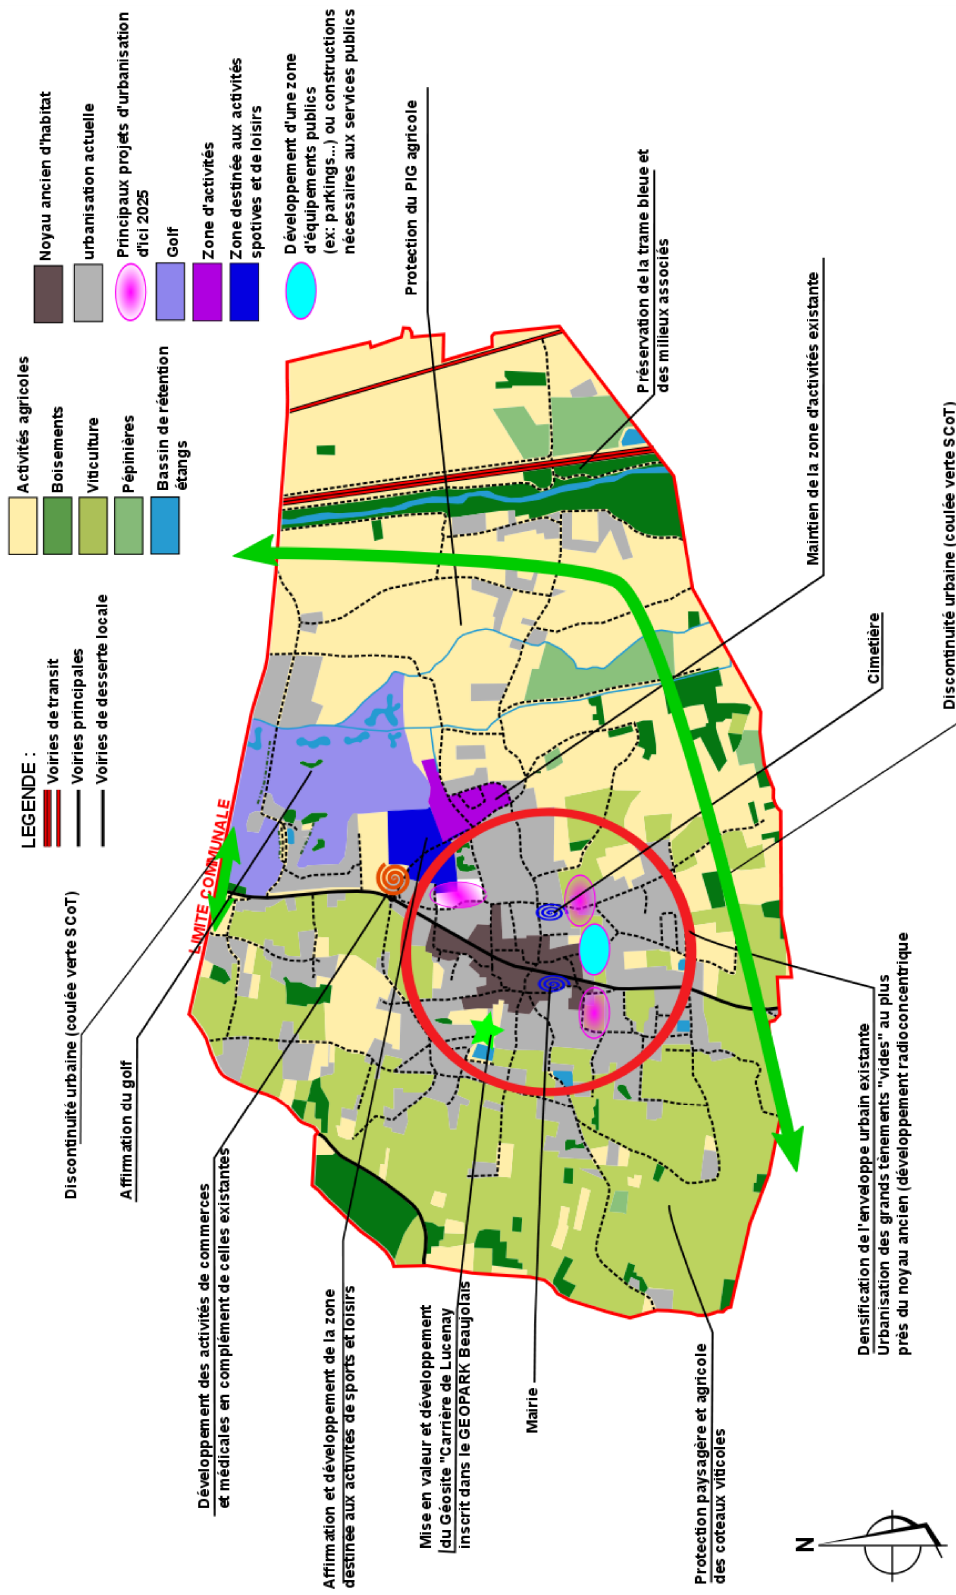 LEGENDE :
Voiries de transit
Voiries principales
Voiries de desserte locale
Activités agricoles
Boisements
Viticulture
Pépinières
Bassin de rétention
étangs
Noyau ancien d'habitat
urbanisation actuelle
Principaux projets d'urbanisation
d'ici 2025
Golf
Zone d'activités
Zone destinée aux activités
spotives et de loisirs
Développement d'une zone
d'équipements publics
(ex: parkings...) ou constructions
nécessaires aux services publics
Discontinuité urbaine (coulée verte SCoT)
Affirmation du golf
LIMITE COMMUNALE
Développement des activités de commerces
et médicales en complément de celles existantes
Affirmation et développement de la zone
destinée aux activités de sports et loisirs
Mise en valeur et développement
du Géosite "Carrière de Lucenay
inscrit dans le GEOPARK Beaujolais
Mairie
Protection paysagère et agricole
des coteaux viticoles
N
Protection du PIG agricole
Préservation de la trame bleue et
des milieux associés
Maintien de la zone d'activités existante
Cimetière
Discontinuité urbaine (coulée verte SCoT)
Densification de l'enveloppe urbain existante
Urbanisation des grands tènements "vides" au plus
près du noyau ancien (développement radioconcentrique